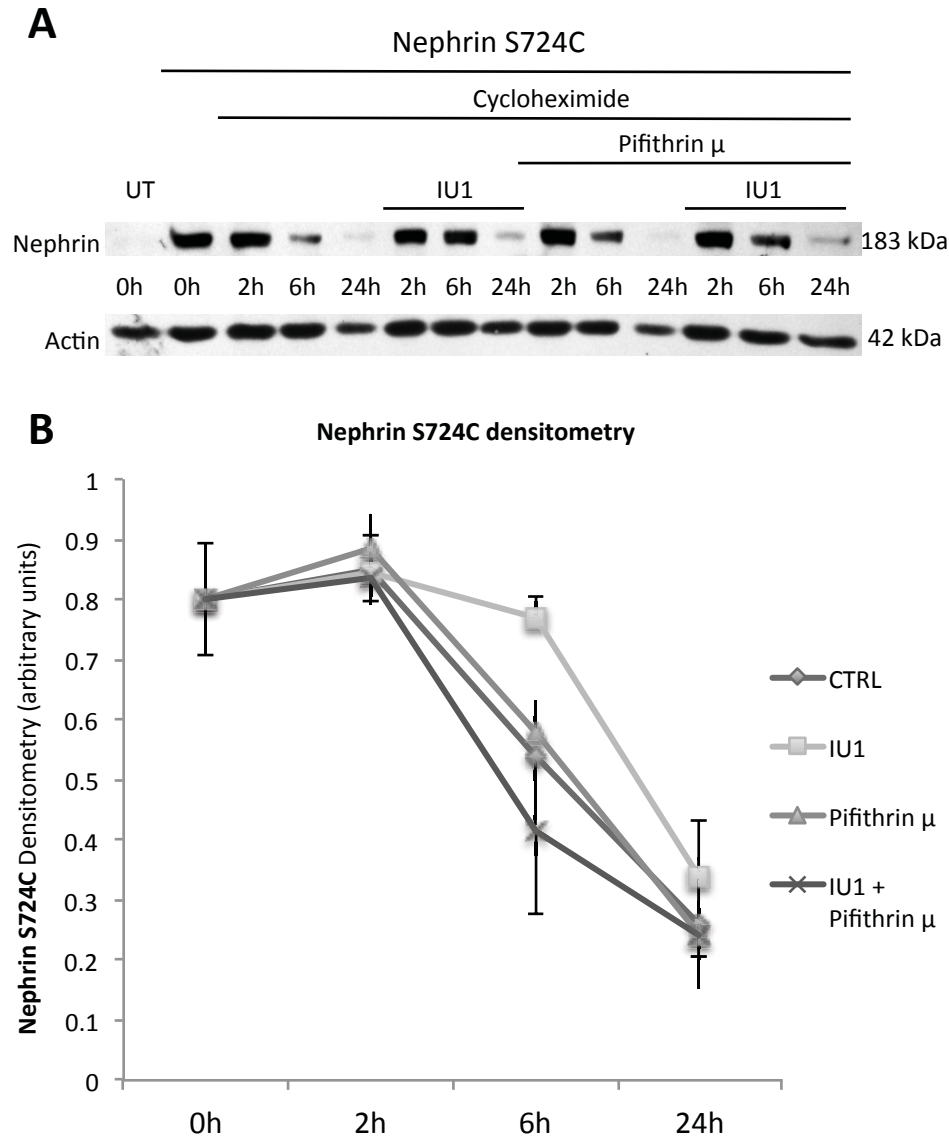 A
Nephrin S724C
Cycloheximide
Pifithrin μ
UT
IU1
IU1
Nephrin
183 kDa
0h 0h 2h 6h 24h 2h 6h 24h 2h 6h 24h 2h 6h 24h
Actin
42 kDa
B
Nephrin S724C densitometry
Nephrin S724C Densitometry (arbitrary units)
1
0.9
0.8
0.7
0.6
0.5
0.4
0.3
0.2
0.1
0
0h 2h 6h 24h
CTRL
IU1
Pifithrin μ
IU1 +
Pifithrin μ